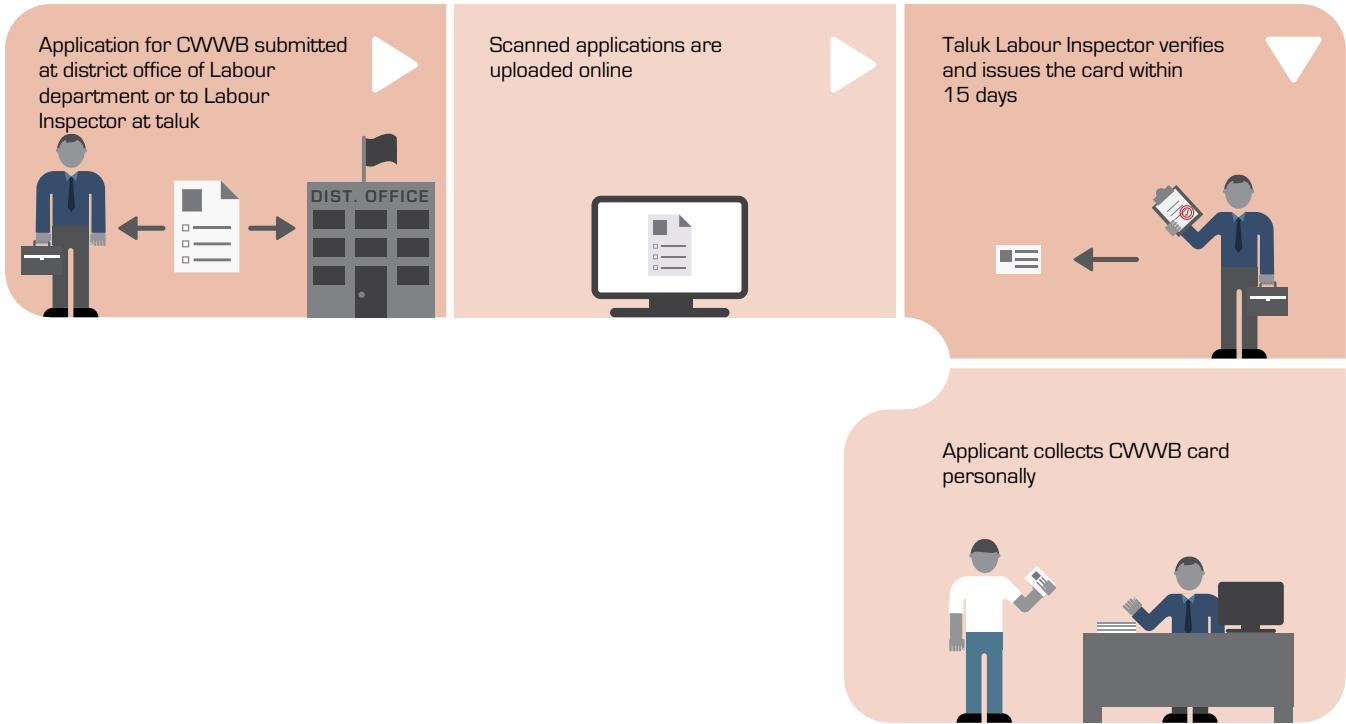 Application for CWWB submitted
at district office of Labour
department or to Labour
Inspector at taluk
DIST. OFFICE
Scanned applications are
uploaded online
Taluk Labour Inspector verifies
and issues the card within
15 days
Applicant collects CWWB card
personally